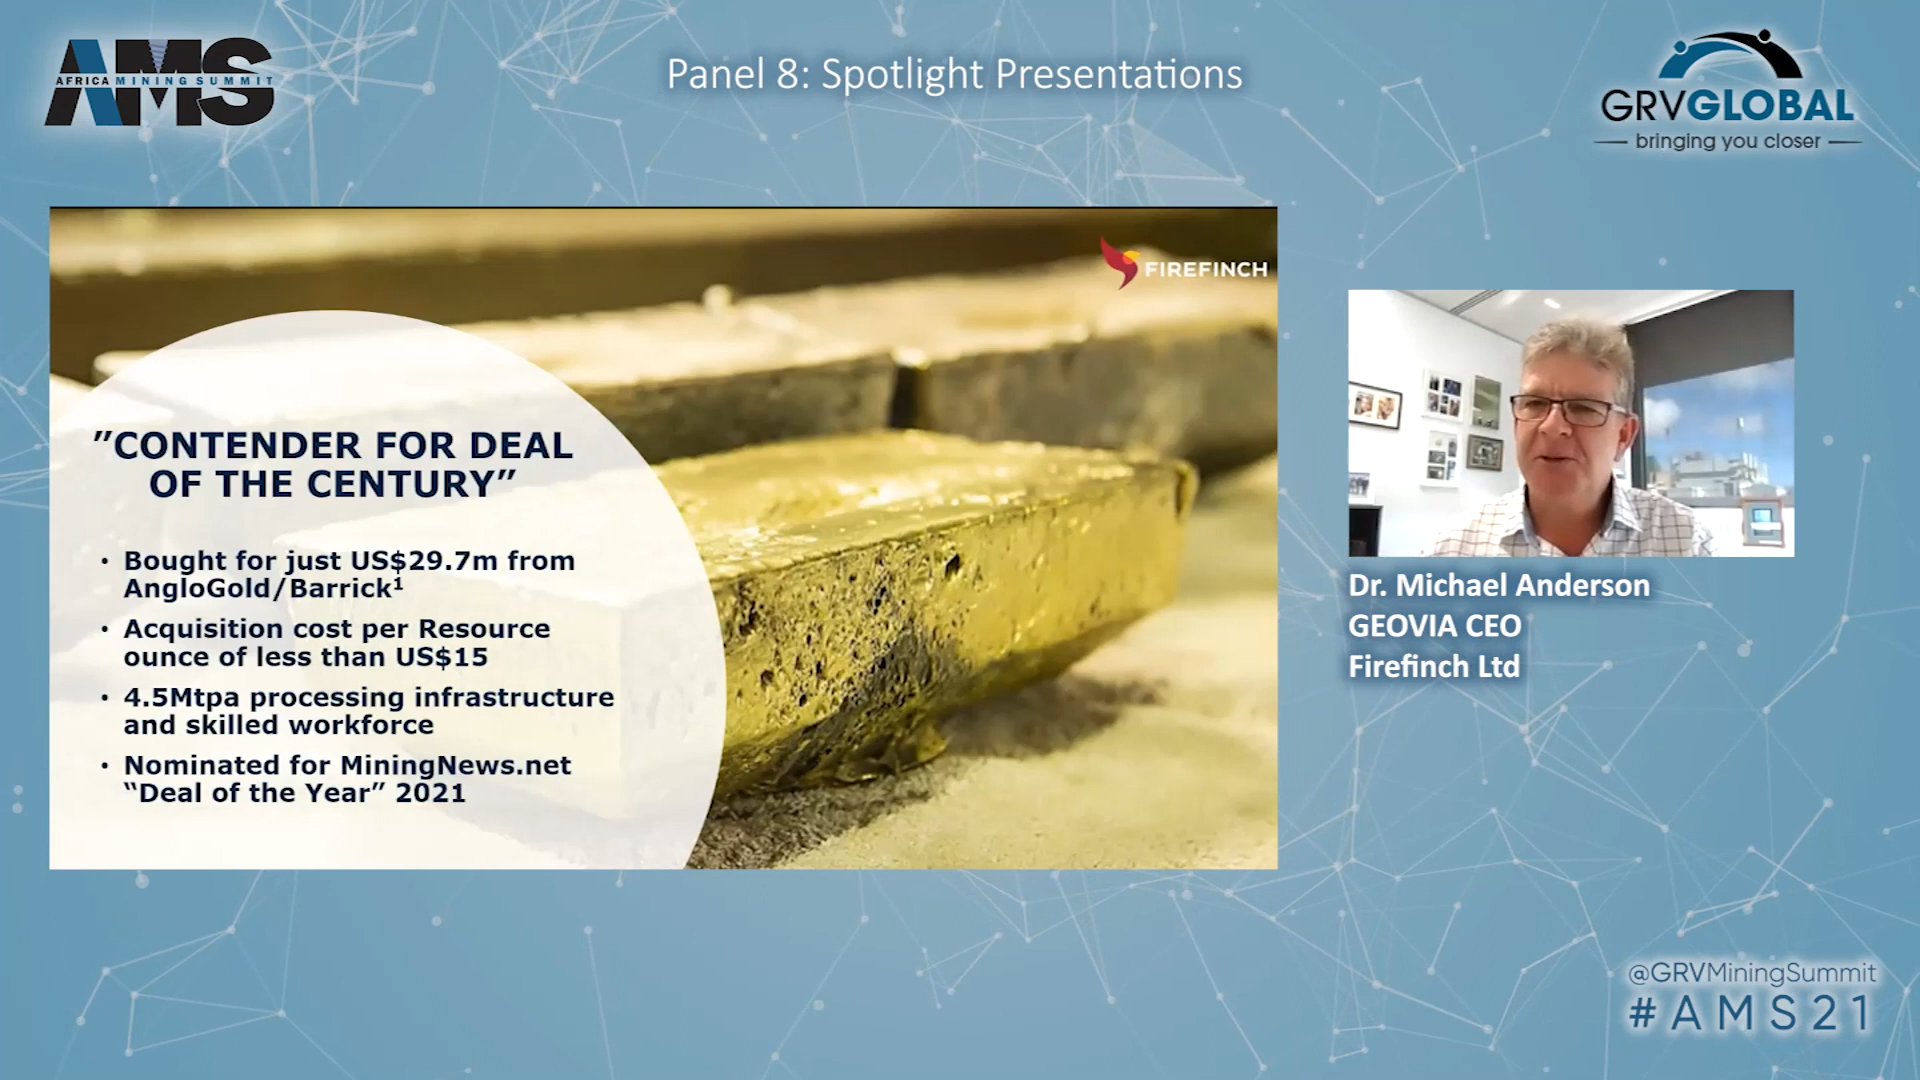 AMS
AFRICA MINING SUMMIT
Panel 8: Spotlight Presentations
GRVGLOBAL
bringing you closer
FIREFINCH
”CONTENDER FOR DEAL
OF THE CENTURY”
• Bought for just US$29.7m from
AngloGold/Barrick¹
• Acquisition cost per Resource
ounce of less than US$15
• 4.5Mtpa processing infrastructure
and skilled workforce
• Nominated for MiningNews.net
“Deal of the Year” 2021
Dr. Michael Anderson
GEOVIA CEO
Firefinch Ltd
@GRVMiningSummit
#AMS21